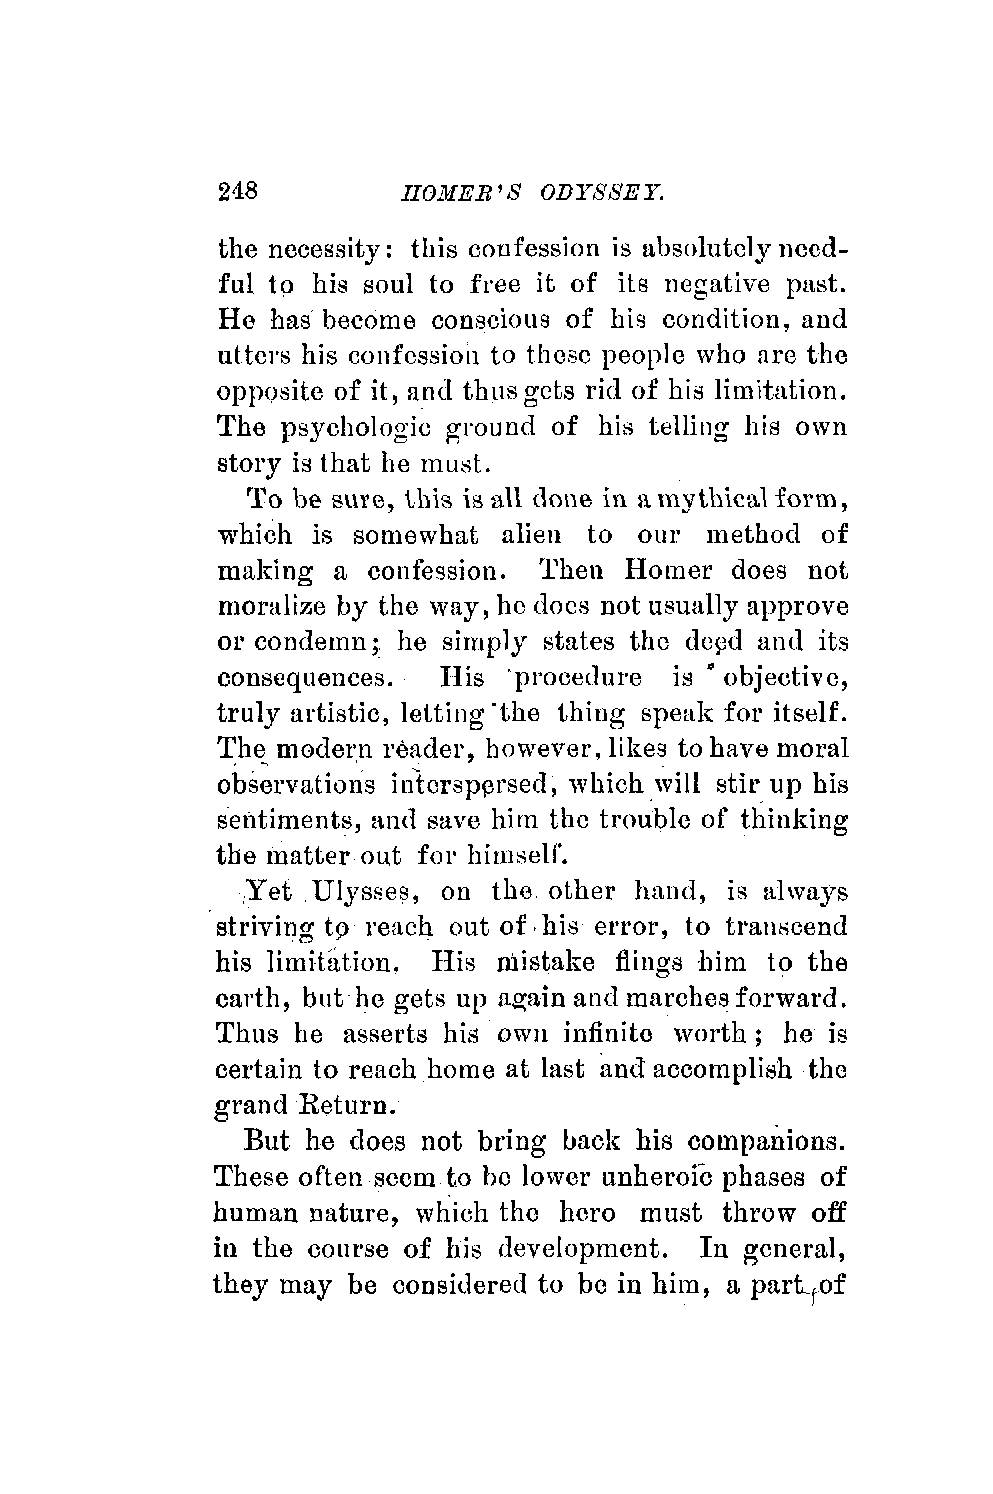 248 HOMER'S ODYSSEY.
the necessity: this confession is absolutely need-
ful to his soul to free it of its negative past.
He has become conscious of his condition, and
utters his confession to these people who are the
opposite of it, and thus gets rid of his limitation.
The psychologic ground of his telling his own
story is that he must.
To be sure, this is all done in a mythical form,
which is somewhat alien to our method of
making a confession. Then Homer does not
moralize by the way, he does not usually approve
or condemn; he simply states the deed and its
consequences. His procedure is objective,
truly artistic, letting the thing speak for itself.
The modern reader, however, likes to have moral
observations interspersed, which will stir up his
sentiments, and save him the trouble of thinking
the matter out for himself.
Yet Ulysses, on the other hand, is always
striving to reach out of his error, to transcend
his limitation. His mistake flings him to the
earth, but he gets up again and marches forward.
Thus he asserts his own infinite worth; he is
certain to reach home at last and accomplish the
grand Return.
But he does not bring back his companions.
These often seem to be lower unheroic phases of
human nature, which the hero must throw off
in the course of his development. In general,
they may be considered to be in him, a part of